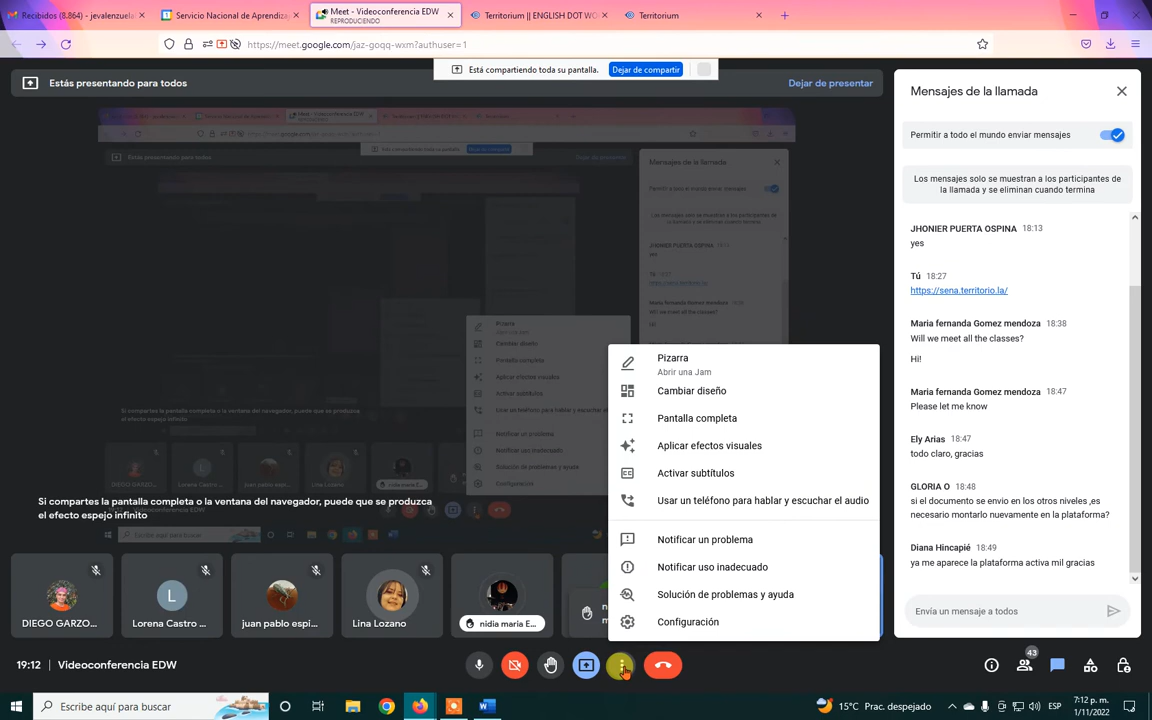 Recibidos (8.864) - jevalenzuela
Servicio Nacional de Aprendizaj
Meet - Videoconferencia EDW
REPRODUCIENDO
Territorium || ENGLISH DOT WO
Territorium
https://meet.google.com/jaz-goqq-wxm?authuser=1
Está compartiendo toda su pantalla.
Dejar de compartir
Estás presentando para todos
Dejar de presentar
Si compartes la pantalla completa o la ventana del navegador, puede que se produzca
el efecto espejo infinito
Pizarra
Abrir una Jam
Cambiar diseño
Pantalla completa
Aplicar efectos visuales
Activar subtítulos
Usar un teléfono para hablar y escuchar el audio
Notificar un problema
Notificar uso inadecuado
Solución de problemas y ayuda
Configuración
Mensajes de la llamada
Permitir a todo el mundo enviar mensajes
Los mensajes solo se muestran a los participantes de
la llamada y se eliminan cuando termina
JHONIER PUERTA OSPINA 18:13
yes
Tú 18:27
https://sena.territorio.la/
Maria fernanda Gomez mendoza 18:38
Will we meet all the classes?
Hi!
Maria fernanda Gomez mendoza 18:47
Please let me know
Ely Arias 18:47
todo claro, gracias
GLORIA O 18:48
si el documento se envio en los otros niveles ,es
necesario montarlo nuevamente en la plataforma?
Diana Hincapié 18:49
ya me aparece la plataforma activa mil gracias
Envía un mensaje a todos
DIEGO GARZO...
Lorena Castro ...
juan pablo espi...
Lina Lozano
nidia maria E...
19:12 Videoconferencia EDW
43
Escribe aquí para buscar
15°C Prac. despejado
ESP
7:12 p. m.
1/11/2022